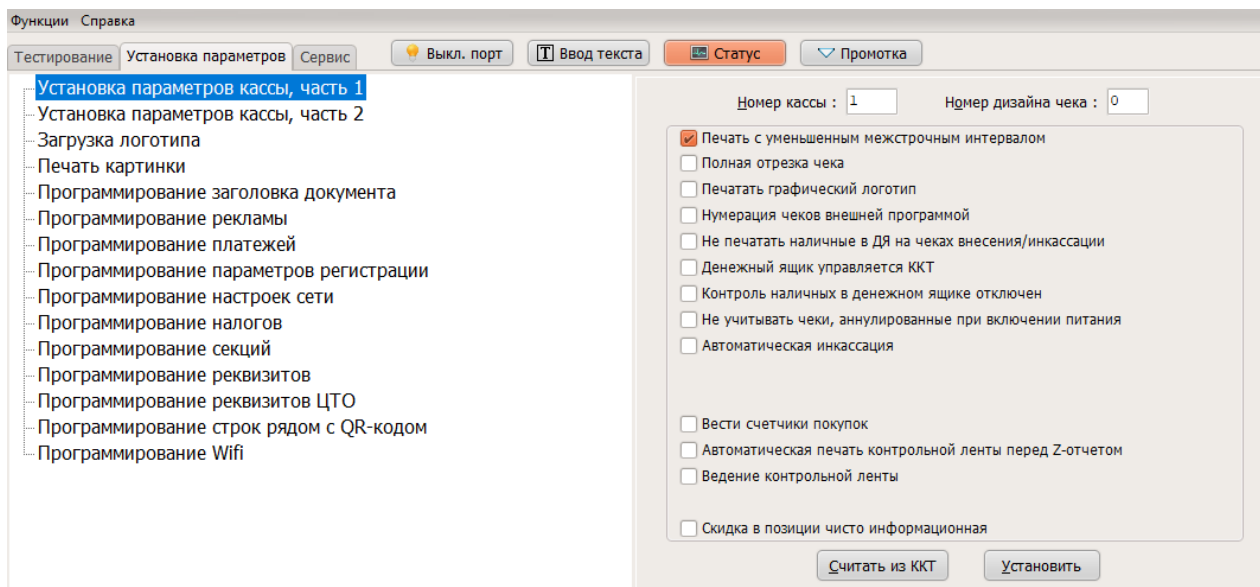 Функции Справка
Тестирование Установка параметров Сервис Выкл. порт T Ввод текста Статус Промотка
Установка параметров кассы, часть 1
Установка параметров кассы, часть 2
Загрузка логотипа
Печать картинки
Программирование заголовка документа
Программирование рекламы
Программирование платежей
Программирование параметров регистрации
Программирование настроек сети
Программирование налогов
Программирование секций
Программирование реквизитов
Программирование реквизитов ЦТО
Программирование строк рядом с QR-кодом
Программирование Wifi
Номер кассы : 1 Номер дизайна чека : 0
Печать с уменьшенным межстрочным интервалом
Полная отрезка чека
Печатать графический логотип
Нумерация чеков внешней программой
Не печатать наличные в ДЯ на чеках внесения/инкассации
Денежный ящик управляется ККТ
Контроль наличных в денежном ящике отключен
Не учитывать чеки, аннулированные при включении питания
Автоматическая инкассация
Вести счетчики покупок
Автоматическая печать контрольной ленты перед Z-отчетом
Ведение контрольной ленты
Скидка в позиции чисто информационная
Считать из ККТ Установить